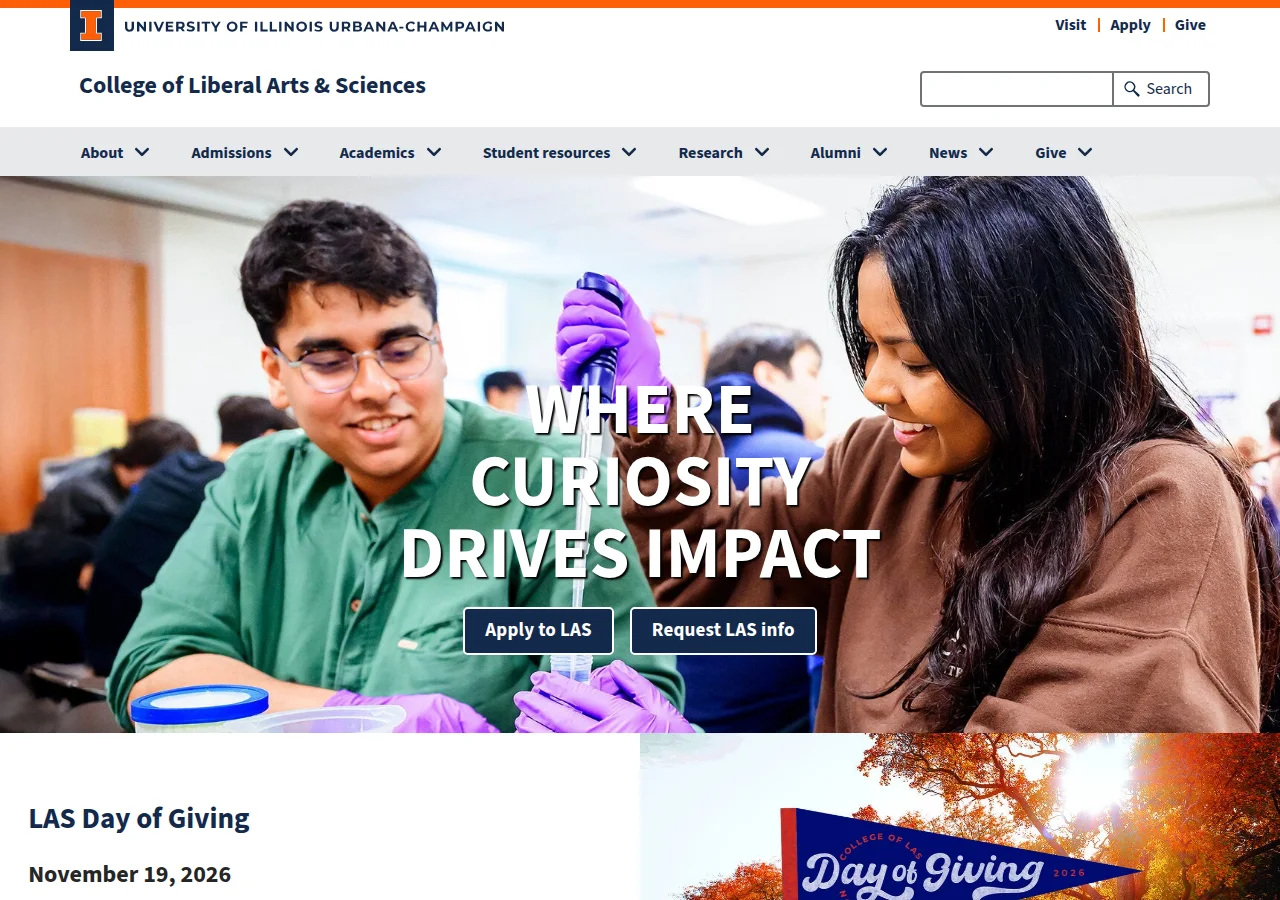 UNIVERSITY OF ILLINOIS URBANA-CHAMPAIGN
Visit
Apply
Give
College of Liberal Arts & Sciences
Search
About
Admissions
Academics
Student resources
Research
Alumni
News
Give
WHERE
CURIOSITY
DRIVES IMPACT
Apply to LAS
Request LAS info
LAS Day of Giving
November 19, 2026
COLLEGE OF LAS
Day of Giving
2026